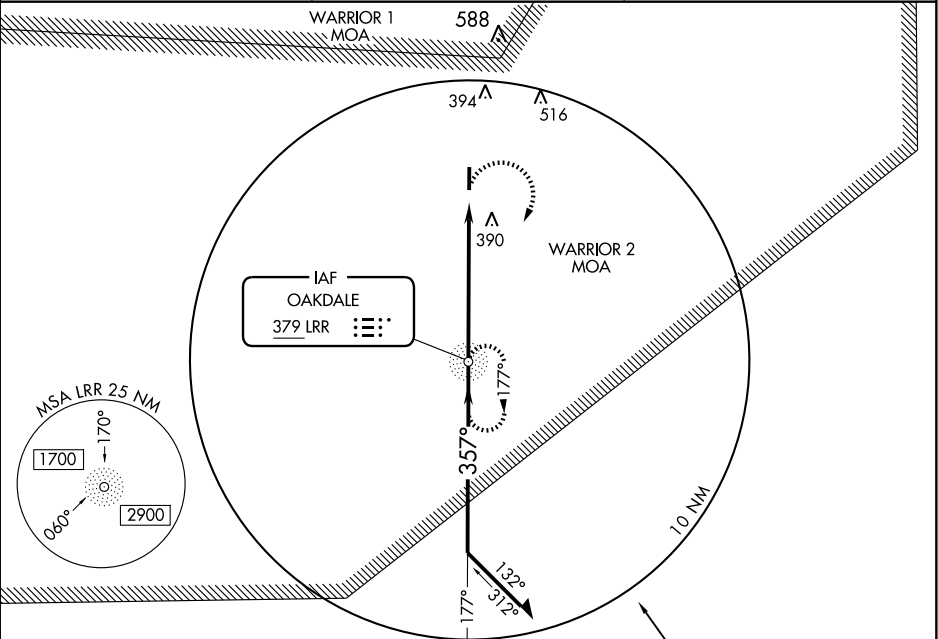 WARRIOR 1
MOA
588
394
516
390
WARRIOR 2
MOA
IAF
OAKDALE
379 LRR
177°
357°
MSA LRR 25 NM
170°
1700
060°
2900
10 NM
132°
312°
177°